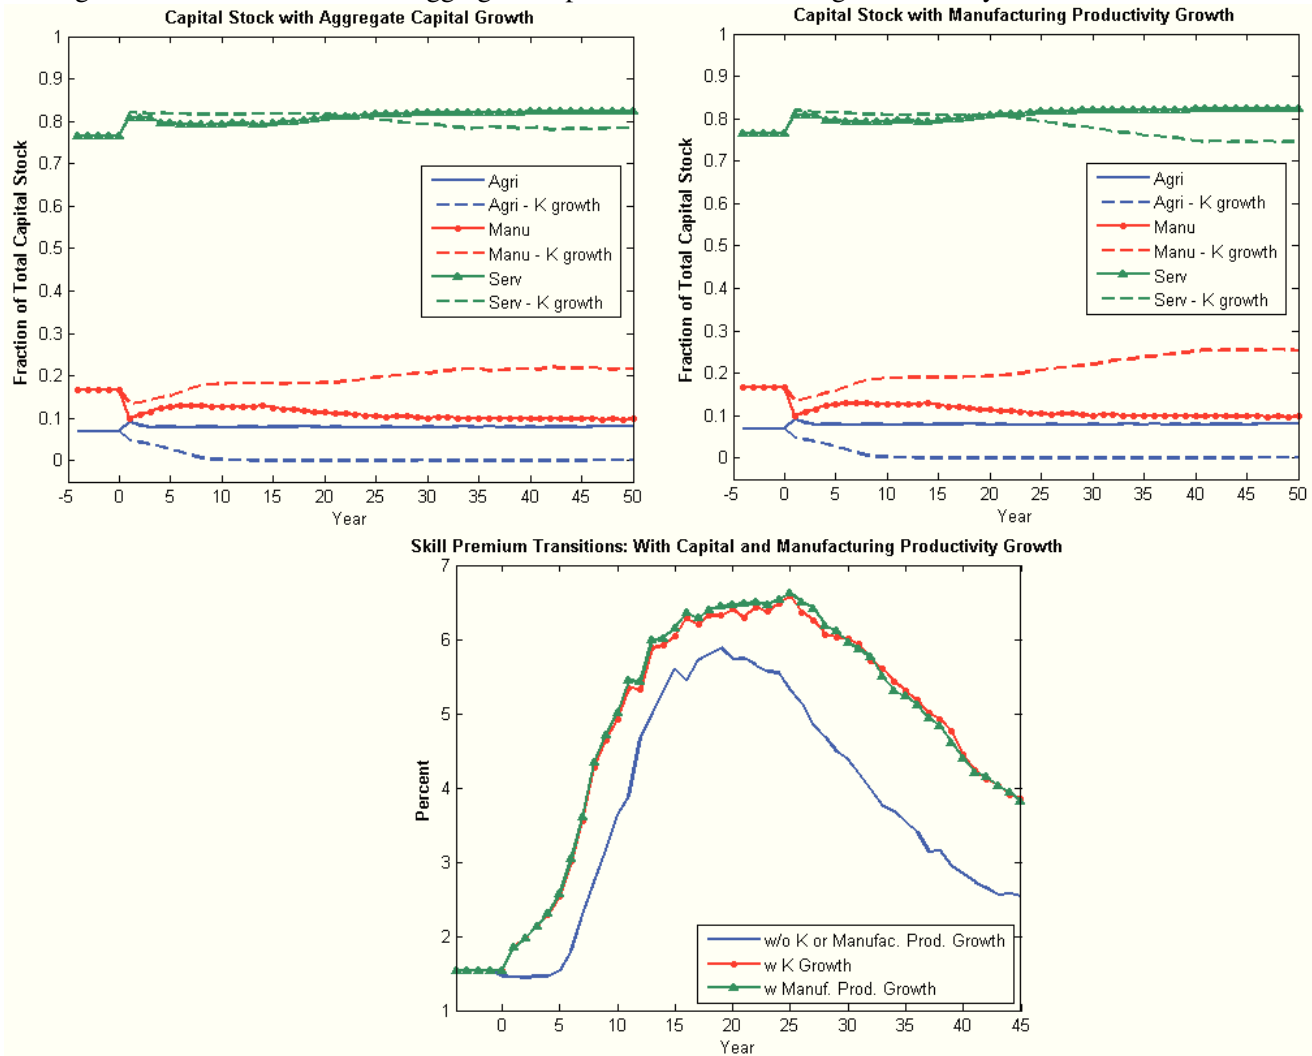 Capital Stock with Aggregate Capital Growth
Fraction of Total Capital Stock
1
0.9
0.8
0.7
0.6
0.5
0.4
0.3
0.2
0.1
0
Agri
Agri - K growth
Manu
Manu - K growth
Serv
Serv - K growth
-5 0 5 10 15 20 25 30 35 40 45 50
Year
Capital Stock with Manufacturing Productivity Growth
Fraction of Total Capital Stock
1
0.9
0.8
0.7
0.6
0.5
0.4
0.3
0.2
0.1
0
Agri
Agri - K growth
Manu
Manu - K growth
Serv
Serv - K growth
-5 0 5 10 15 20 25 30 35 40 45 50
Year
Skill Premium Transitions: With Capital and Manufacturing Productivity Growth
Percent
7
6
5
4
3
2
1
w/o K or Manufac. Prod. Growth
w K Growth
w Manuf. Prod. Growth
0 5 10 15 20 25 30 35 40 45
Year